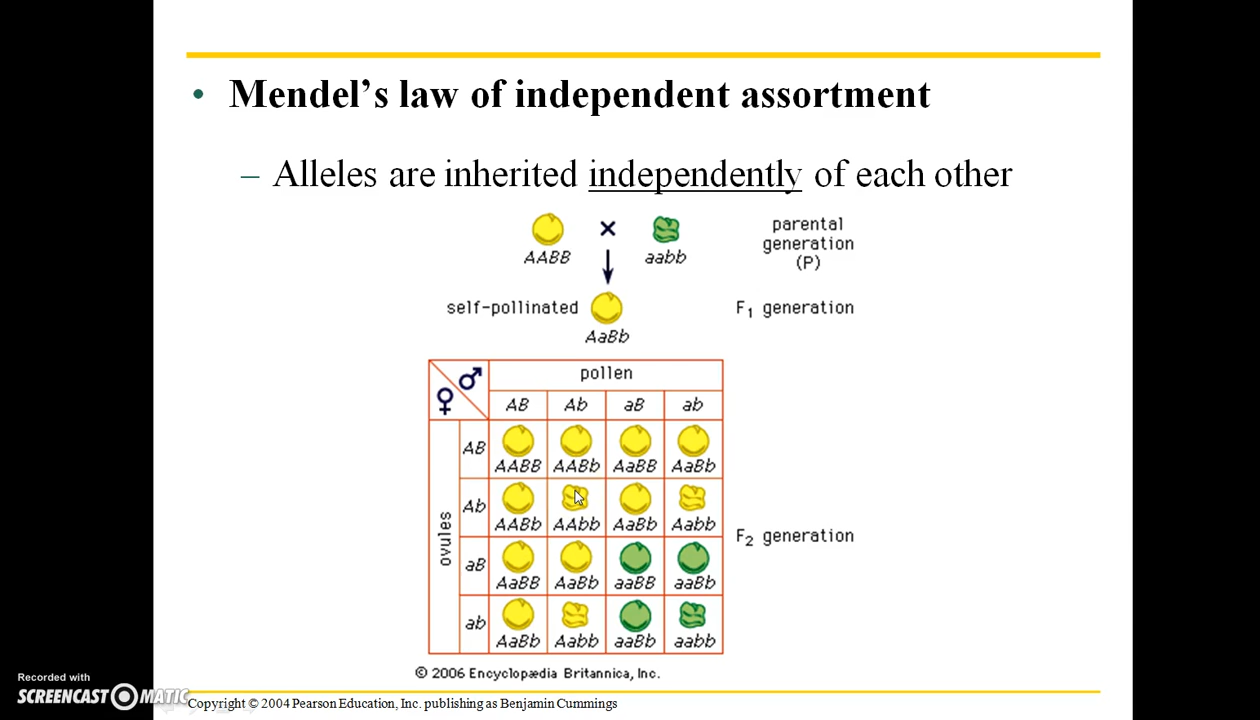 • Mendel’s law of independent assortment
– Alleles are inherited independently of each other
AABB × aabb
parental
generation
(P)
self-pollinated
AaBb
F₁ generation
♀ ♂ pollen
AB Ab aB ab
ovules
AB AABB AABb AaBB AaBb
Ab AABb AAbb AaBb Aabb
aB AaBB AaBb aaBB aaBb
ab AaBb Aabb aaBb aabb
F₂ generation
© 2006 Encyclopædia Britannica, Inc.
Recorded with
SCREENCAST MATIC
Copyright © 2004 Pearson Education, Inc. publishing as Benjamin Cummings